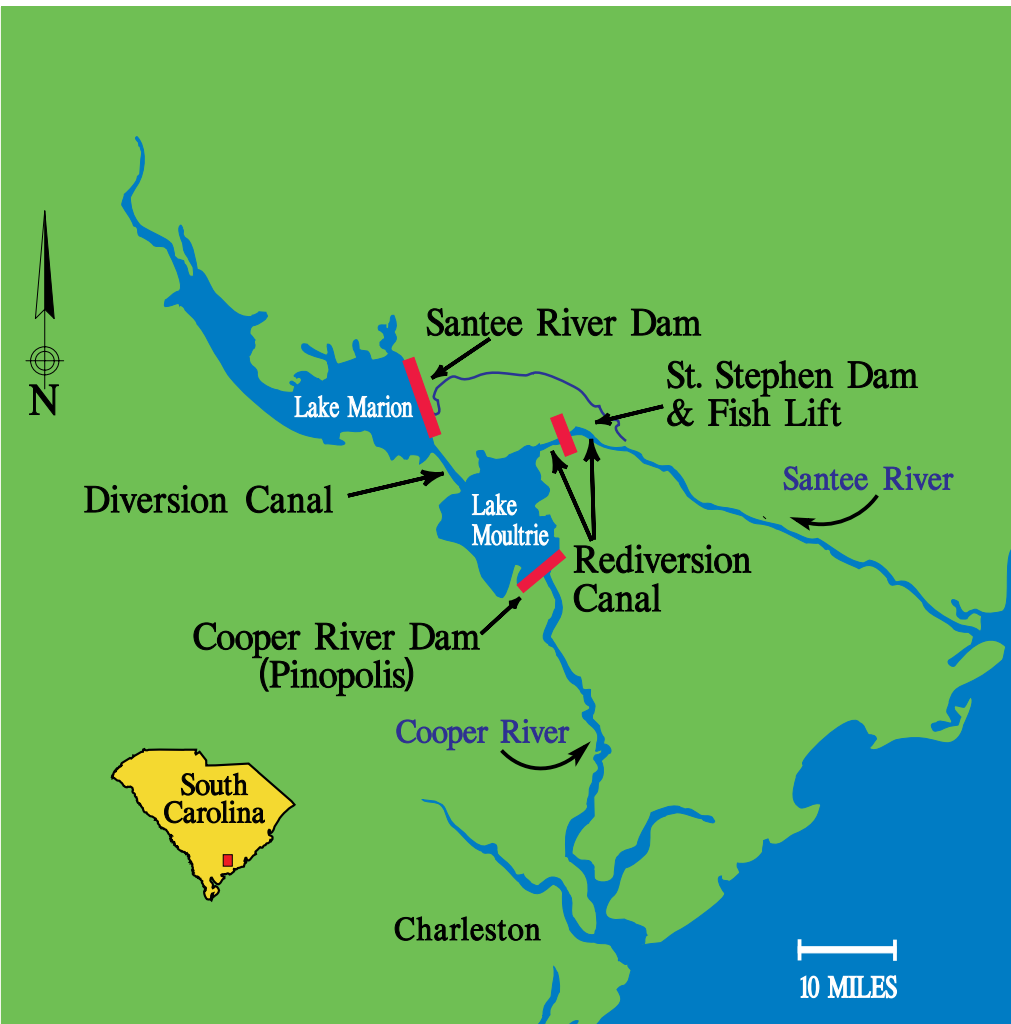 Santee River Dam
St. Stephen Dam
& Fish Lift
Lake Marion
N
Santee River
Diversion Canal
Lake
Moultrie
Rediversion
Canal
Cooper River Dam
(Pinopolis)
Cooper River
South
Carolina
Charleston
10 MILES